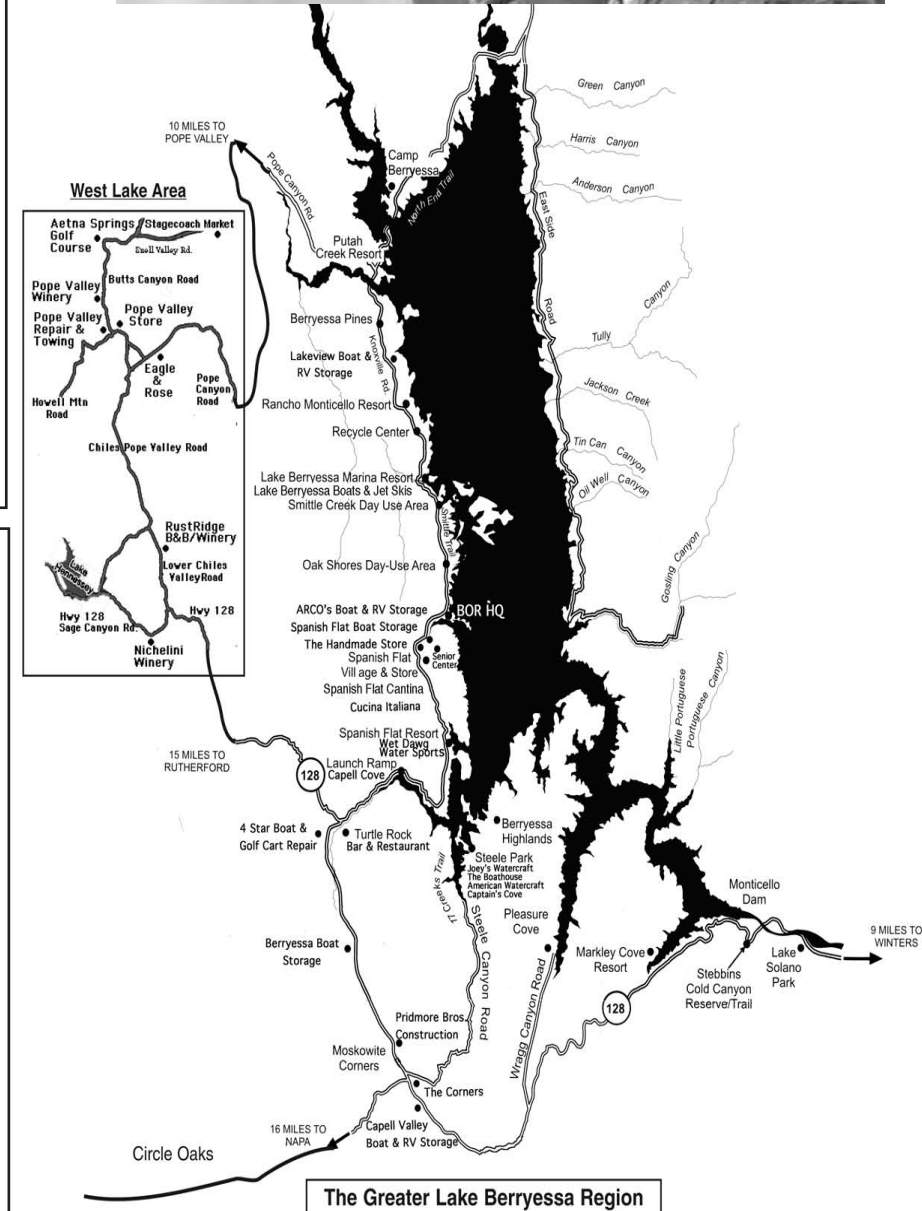 Green Canyon
Harris Canyon
Anderson Canyon
10 MILES TO
POPE VALLEY
Pope Canyon Rd.
Camp
Berryessa
North End Trail
East Side
Road
Putah
Creek Resort
West Lake Area
Aetna Springs
Golf
Course
Stagecoach Market
Snell Valley Rd.
Butts Canyon Road
Pope Valley
Winery
Pope Valley
Repair &
Towing
Pope Valley
Store
Eagle
&
Rose
Pope
Canyon
Road
Howell Mtn
Road
Chiles Pope Valley Road
RustRidge
B&B/Winery
Lower Chiles
ValleyRoad
Lake
Hennessey
Hwy 128
Sage Canyon Rd.
Hwy 128
Nichelini
Winery
Berryessa Pines
Knoxville Rd.
Lakeview Boat &
RV Storage
Rancho Monticello Resort
Recycle Center
Lake Berryessa Marina Resort
Lake Berryessa Boats & Jet Skis
Smittle Creek Day Use Area
Smittle Trail
Oak Shores Day-Use Area
ARCO's Boat & RV Storage
BOR HQ
Spanish Flat Boat Storage
The Handmade Store
Senior
Center
Spanish Flat
Village & Store
Spanish Flat Cantina
Cucina Italiana
Spanish Flat Resort
Wet Dawg
Water Sports
Launch Ramp
Capell Cove
Tully Canyon
Jackson Creek
Tin Can Canyon
Oil Well Canyon
Gosling Canyon
Little Portuguese
Portuguese Canyon
15 MILES TO
RUTHERFORD
128
4 Star Boat &
Golf Cart Repair
Turtle Rock
Bar & Restaurant
Berryessa
Highlands
Steele Park
Joey's Watercraft
The Boathouse
American Watercraft
Captain's Cove
17 Creeks Trail
Steele Canyon Road
Pleasure
Cove
Wragg Canyon Road
Markley Cove
Resort
Monticello
Dam
Stebbins
Cold Canyon
Reserve/Trail
Lake
Solano
Park
9 MILES TO
WINTERS
128
Berryessa Boat
Storage
Pridmore Bros.
Construction
Moskowite
Corners
The Corners
Capell Valley
Boat & RV Storage
16 MILES TO
NAPA
Circle Oaks
The Greater Lake Berryessa Region